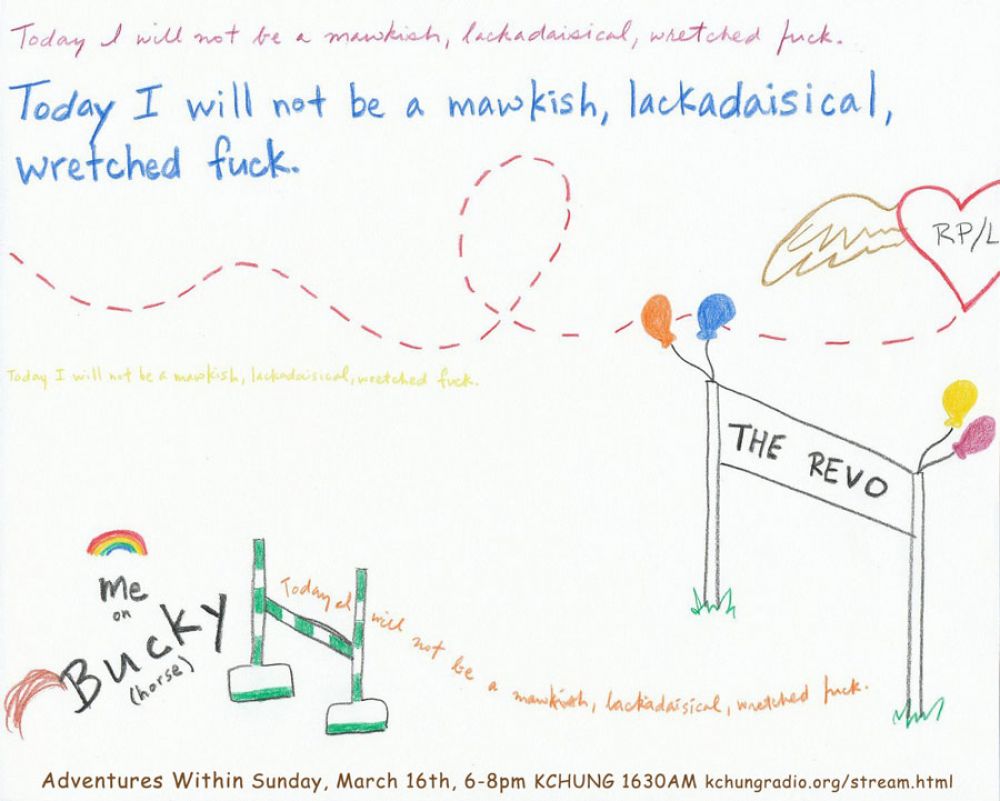 Today I will not be a mawkish, lackadaisical, wretched fuck.
Today I will not be a mawkish, lackadaisical,
wretched fuck.
RP/L
Today I will not be a mawkish, lackadaisical, wretched fuck.
THE REVO
me
on
Bucky
(horse)
Today I will not be a mawkish, lackadaisical, wretched fuck.
Adventures Within Sunday, March 16th, 6-8pm KCHUNG 1630AM kchungradio.org/stream.html